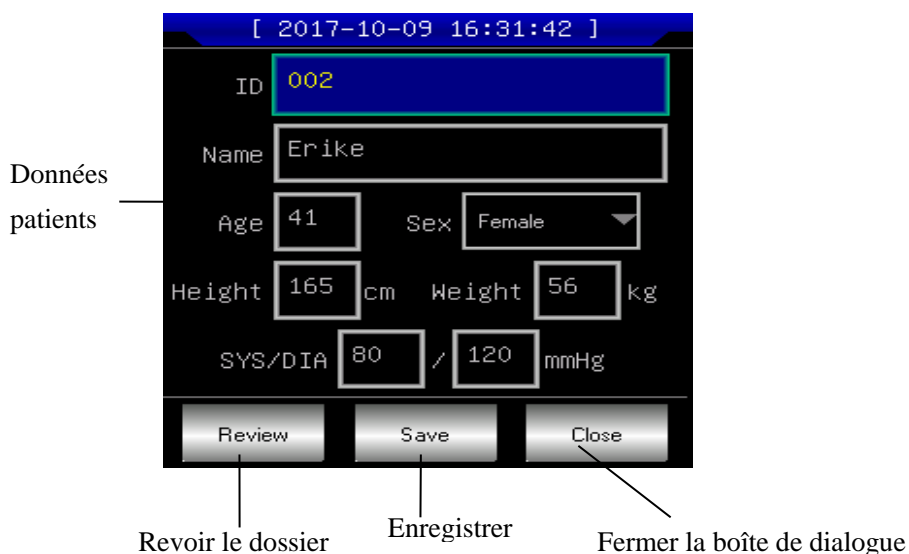 [ 2017-10-09 16:31:42 ]
ID 002
Name Erike
Données
patients
Age 41 Sex Female
Height 165 cm Weight 56 kg
SYS/DIA 80 / 120 mmHg
Review Save Close
Revoir le dossier Enregistrer Fermer la boîte de dialogue